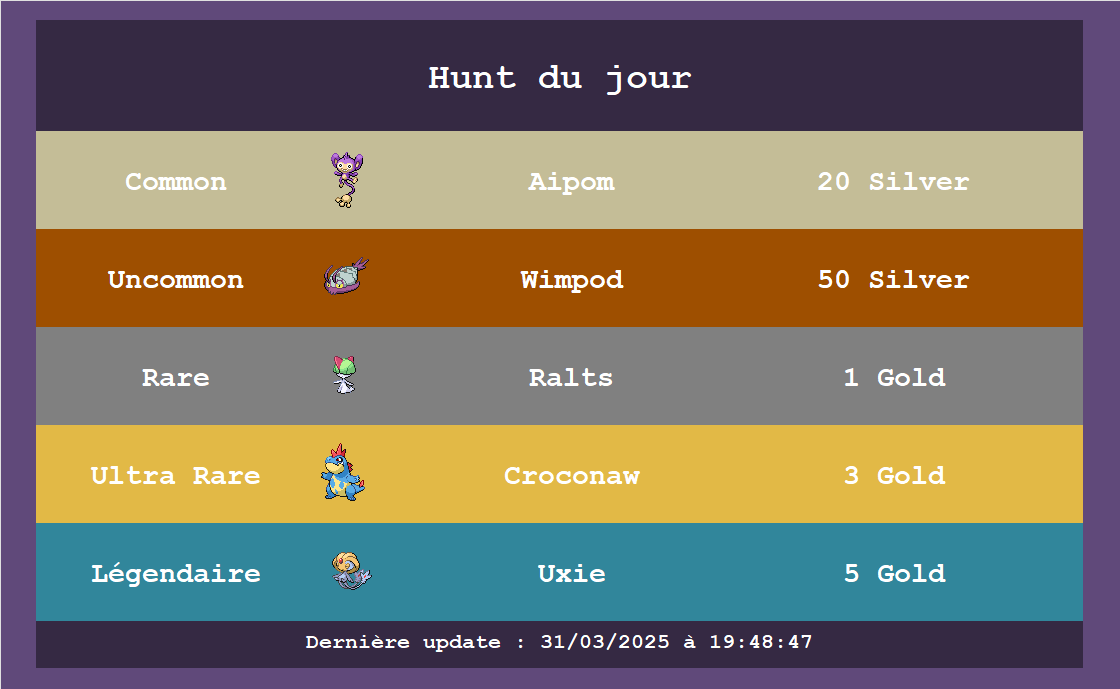 Hunt du jour
Common Aipom 20 Silver
Uncommon Wimpod 50 Silver
Rare Ralts 1 Gold
Ultra Rare Croconaw 3 Gold
Légendaire Uxie 5 Gold
Dernière update : 31/03/2025 à 19:48:47